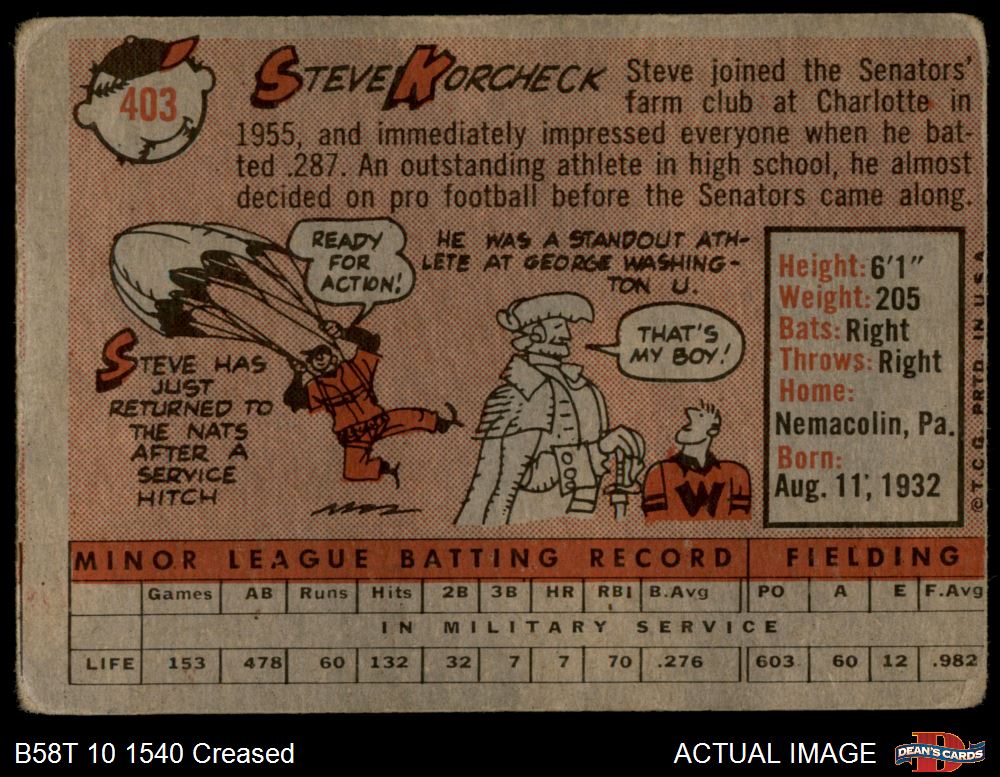 403
STEVE KORCHECK
Steve joined the Senators'
farm club at Charlotte in
1955, and immediately impressed everyone when he bat-
ted .287. An outstanding athlete in high school, he almost
decided on pro football before the Senators came along.
READY
FOR
ACTION!
STEVE HAS
JUST
RETURNED TO
THE NATS
AFTER A
SERVICE
HITCH
HE WAS A STANDOUT ATH-
LETE AT GEORGE WASHING-
TON U.
THAT'S
MY BOY!
W
Height: 6'1"
Weight: 205
Bats: Right
Throws: Right
Home:
Nemacolin, Pa.
Born:
Aug. 11, 1932
© T.C.G. PRTD. IN U.S.A.
MINOR LEAGUE BATTING RECORD FIELDING
Games AB Runs Hits 2B 3B HR RBI B.Avg PO A E F.Avg
IN MILITARY SERVICE
LIFE 153 478 60 132 32 7 7 70 .276 603 60 12 .982
B58T 10 1540 Creased
ACTUAL IMAGE
D
DEAN'S CARDS